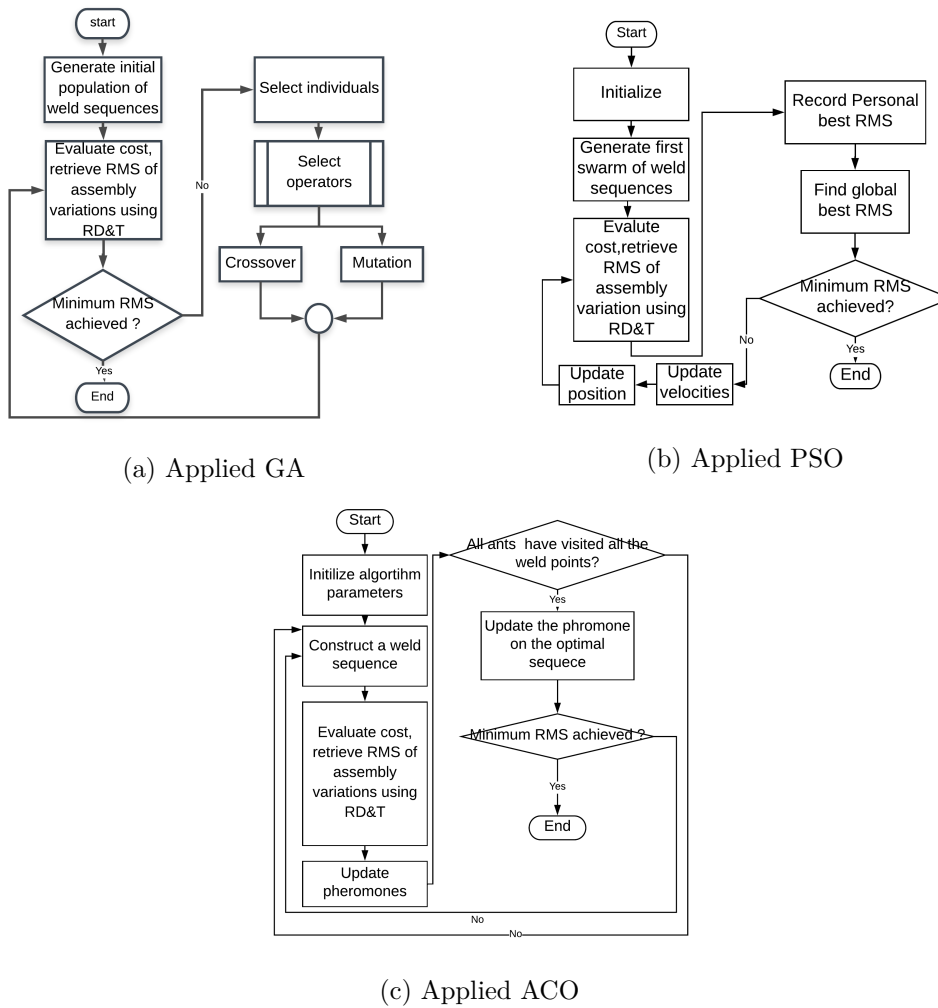 start
Generate initial
population of
weld sequences
Evaluate cost,
retrieve RMS of
assembly
variations using
RD&T
Minimum RMS
achieved ?
Yes
End
No
Select individuals
Select
operators
Crossover
Mutation
(a) Applied GA
Start
Initialize
Generate first
swarm of weld
sequences
Evalute
cost,retrieve
RMS of
assembly
variation using
RD&T
Update
position
Update
velocities
No
Record Personal
best RMS
Find global
best RMS
Minimum RMS
achieved?
Yes
End
(b) Applied PSO
Start
Initilize algortihm
parameters
Construct a weld
sequence
Evaluate cost,
retrieve RMS of
assembly
variations using
RD&T
Update
pheromones
All ants have visited all the
weld points?
Yes
Update the phromone
on the optimal
sequece
Minimum RMS achieved ?
Yes
End
No
No
(c) Applied ACO